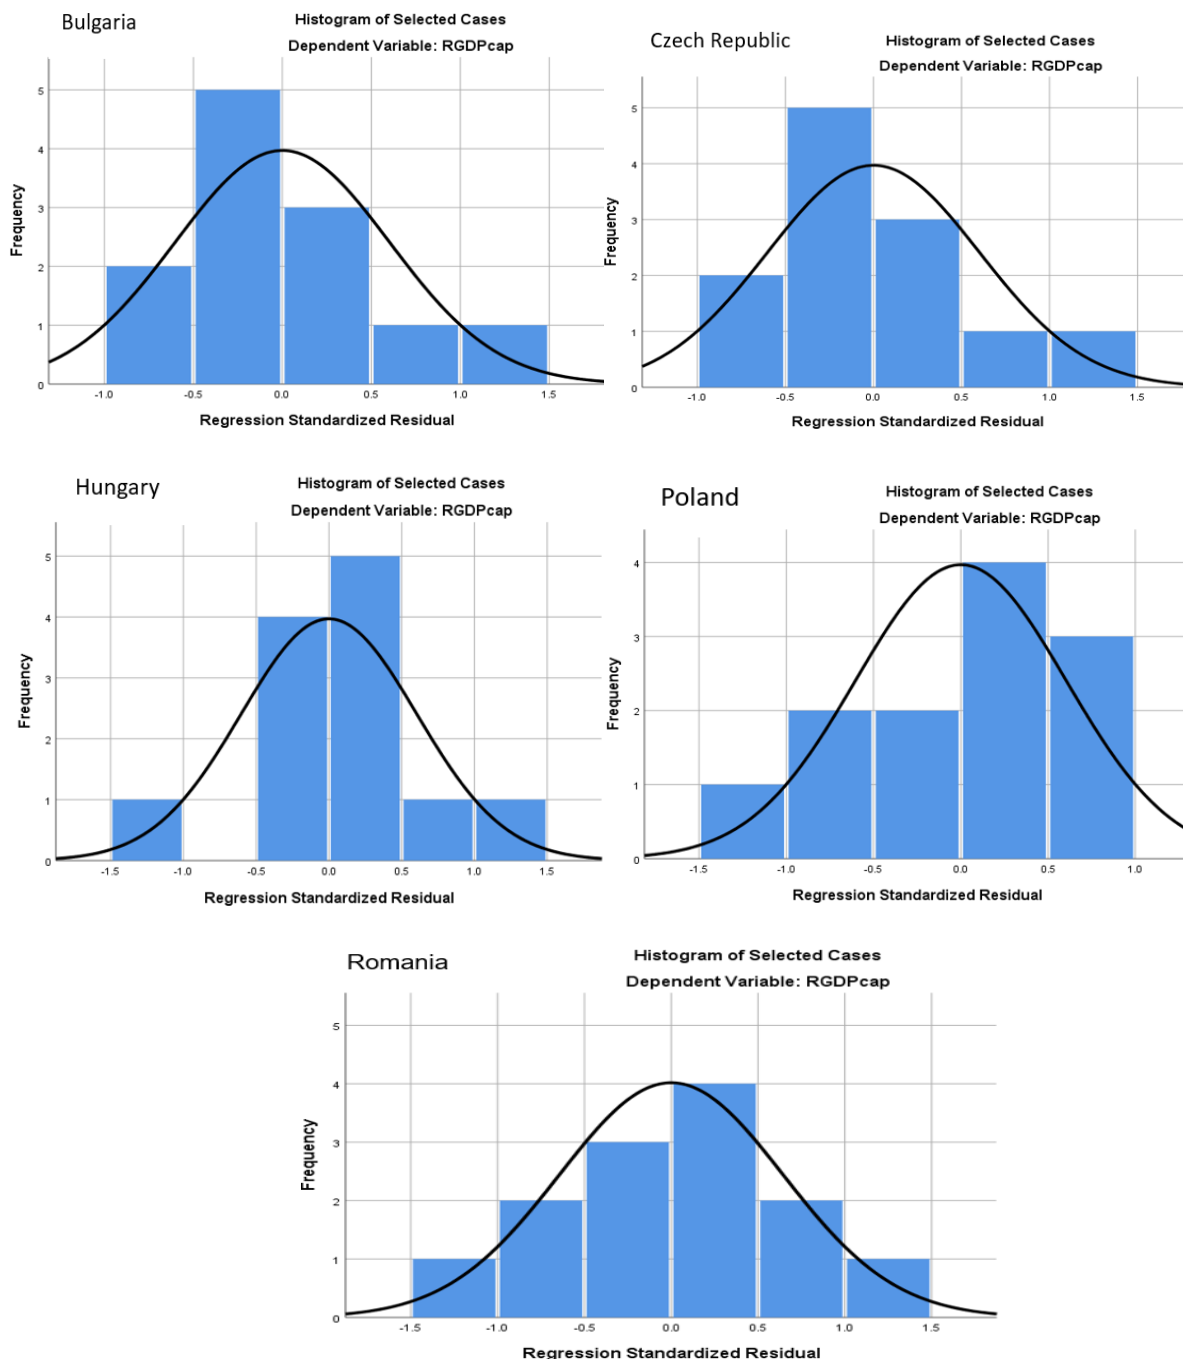 Bulgaria
Histogram of Selected Cases
Dependent Variable: RGDPcap
Frequency
5
4
3
2
1
0
-1.0 -0.5 0.0 0.5 1.0 1.5
Regression Standardized Residual
Czech Republic
Histogram of Selected Cases
Dependent Variable: RGDPcap
Frequency
5
4
3
2
1
0
-1.0 -0.5 0.0 0.5 1.0 1.5
Regression Standardized Residual
Hungary
Histogram of Selected Cases
Dependent Variable: RGDPcap
Frequency
5
4
3
2
1
0
-1.5 -1.0 -0.5 0.0 0.5 1.0 1.5
Regression Standardized Residual
Poland
Histogram of Selected Cases
Dependent Variable: RGDPcap
Frequency
4
3
2
1
0
-1.5 -1.0 -0.5 0.0 0.5 1.0
Regression Standardized Residual
Romania
Histogram of Selected Cases
Dependent Variable: RGDPcap
Frequency
5
4
3
2
1
0
-1.5 -1.0 -0.5 0.0 0.5 1.0 1.5
Regression Standardized Residual